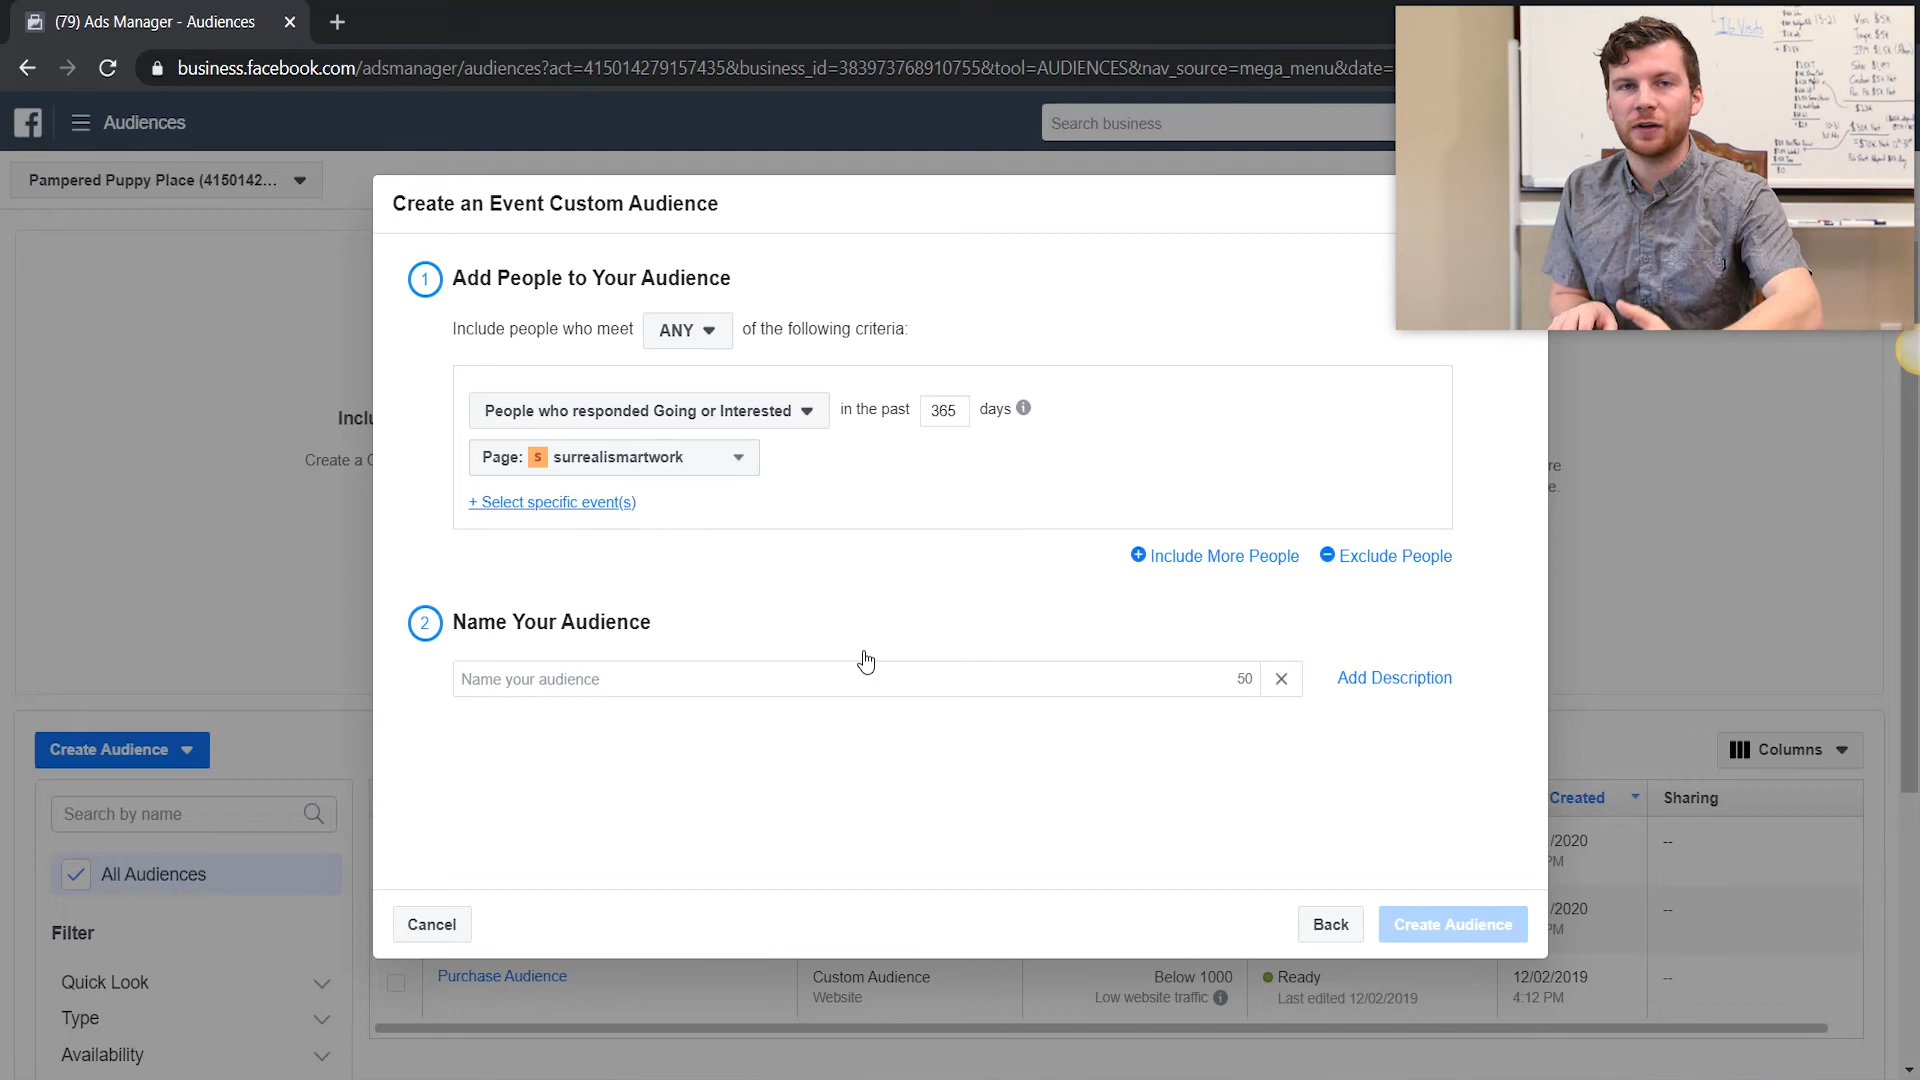 (79) Ads Manager - Audiences
business.facebook.com/adsmanager/audiences?act=415014279157435&business_id=383973768910755&tool=AUDIENCES&nav_source=mega_menu&date=
Audiences
Search business
Pampered Puppy Place (4150142...
Create an Event Custom Audience
1 Add People to Your Audience
Include people who meet ANY of the following criteria:
People who responded Going or Interested in the past 365 days
Page: S surrealismartwork
+ Select specific event(s)
Include More People Exclude People
2 Name Your Audience
Name your audience 50
Add Description
Cancel Back Create Audience
Create a
Create Audience
Columns
Search by name
All Audiences
Filter
Quick Look
Type
Availability
Created Sharing
/2020 --
PM
/2020 --
PM
Purchase Audience Custom Audience Below 1000 Ready 12/02/2019 --
Website Low website traffic Last edited 12/02/2019 4:12 PM
16 Visits